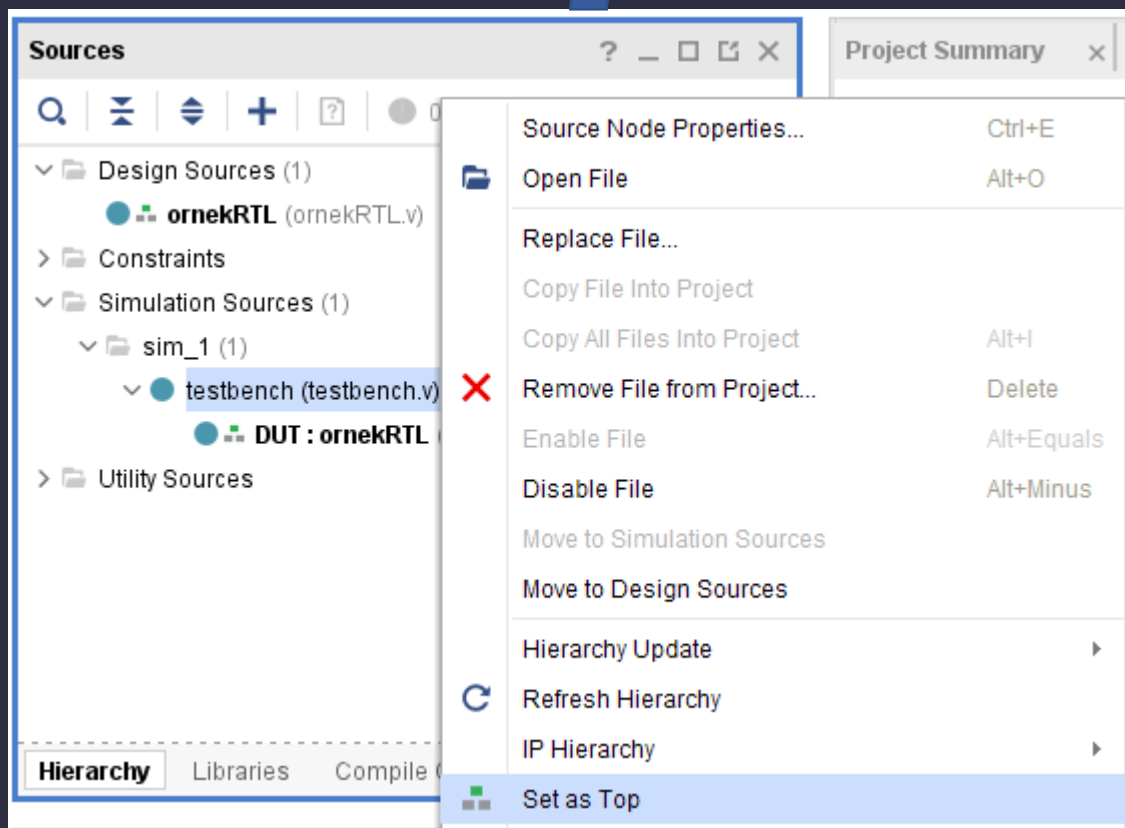 Sources
Project Summary
Design Sources (1)
ornekRTL (ornekRTL.v)
Constraints
Simulation Sources (1)
sim_1 (1)
testbench (testbench.v)
DUT : ornekRTL
Utility Sources
Hierarchy Libraries Compile
Source Node Properties... Ctrl+E
Open File Alt+O
Replace File...
Copy File Into Project
Copy All Files Into Project Alt+I
Remove File from Project... Delete
Enable File Alt+Equals
Disable File Alt+Minus
Move to Simulation Sources
Move to Design Sources
Hierarchy Update
Refresh Hierarchy
IP Hierarchy
Set as Top